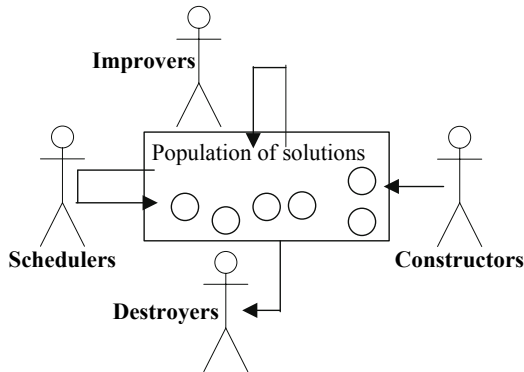 Improvers
Population of solutions
Schedulers
Constructors
Destroyers